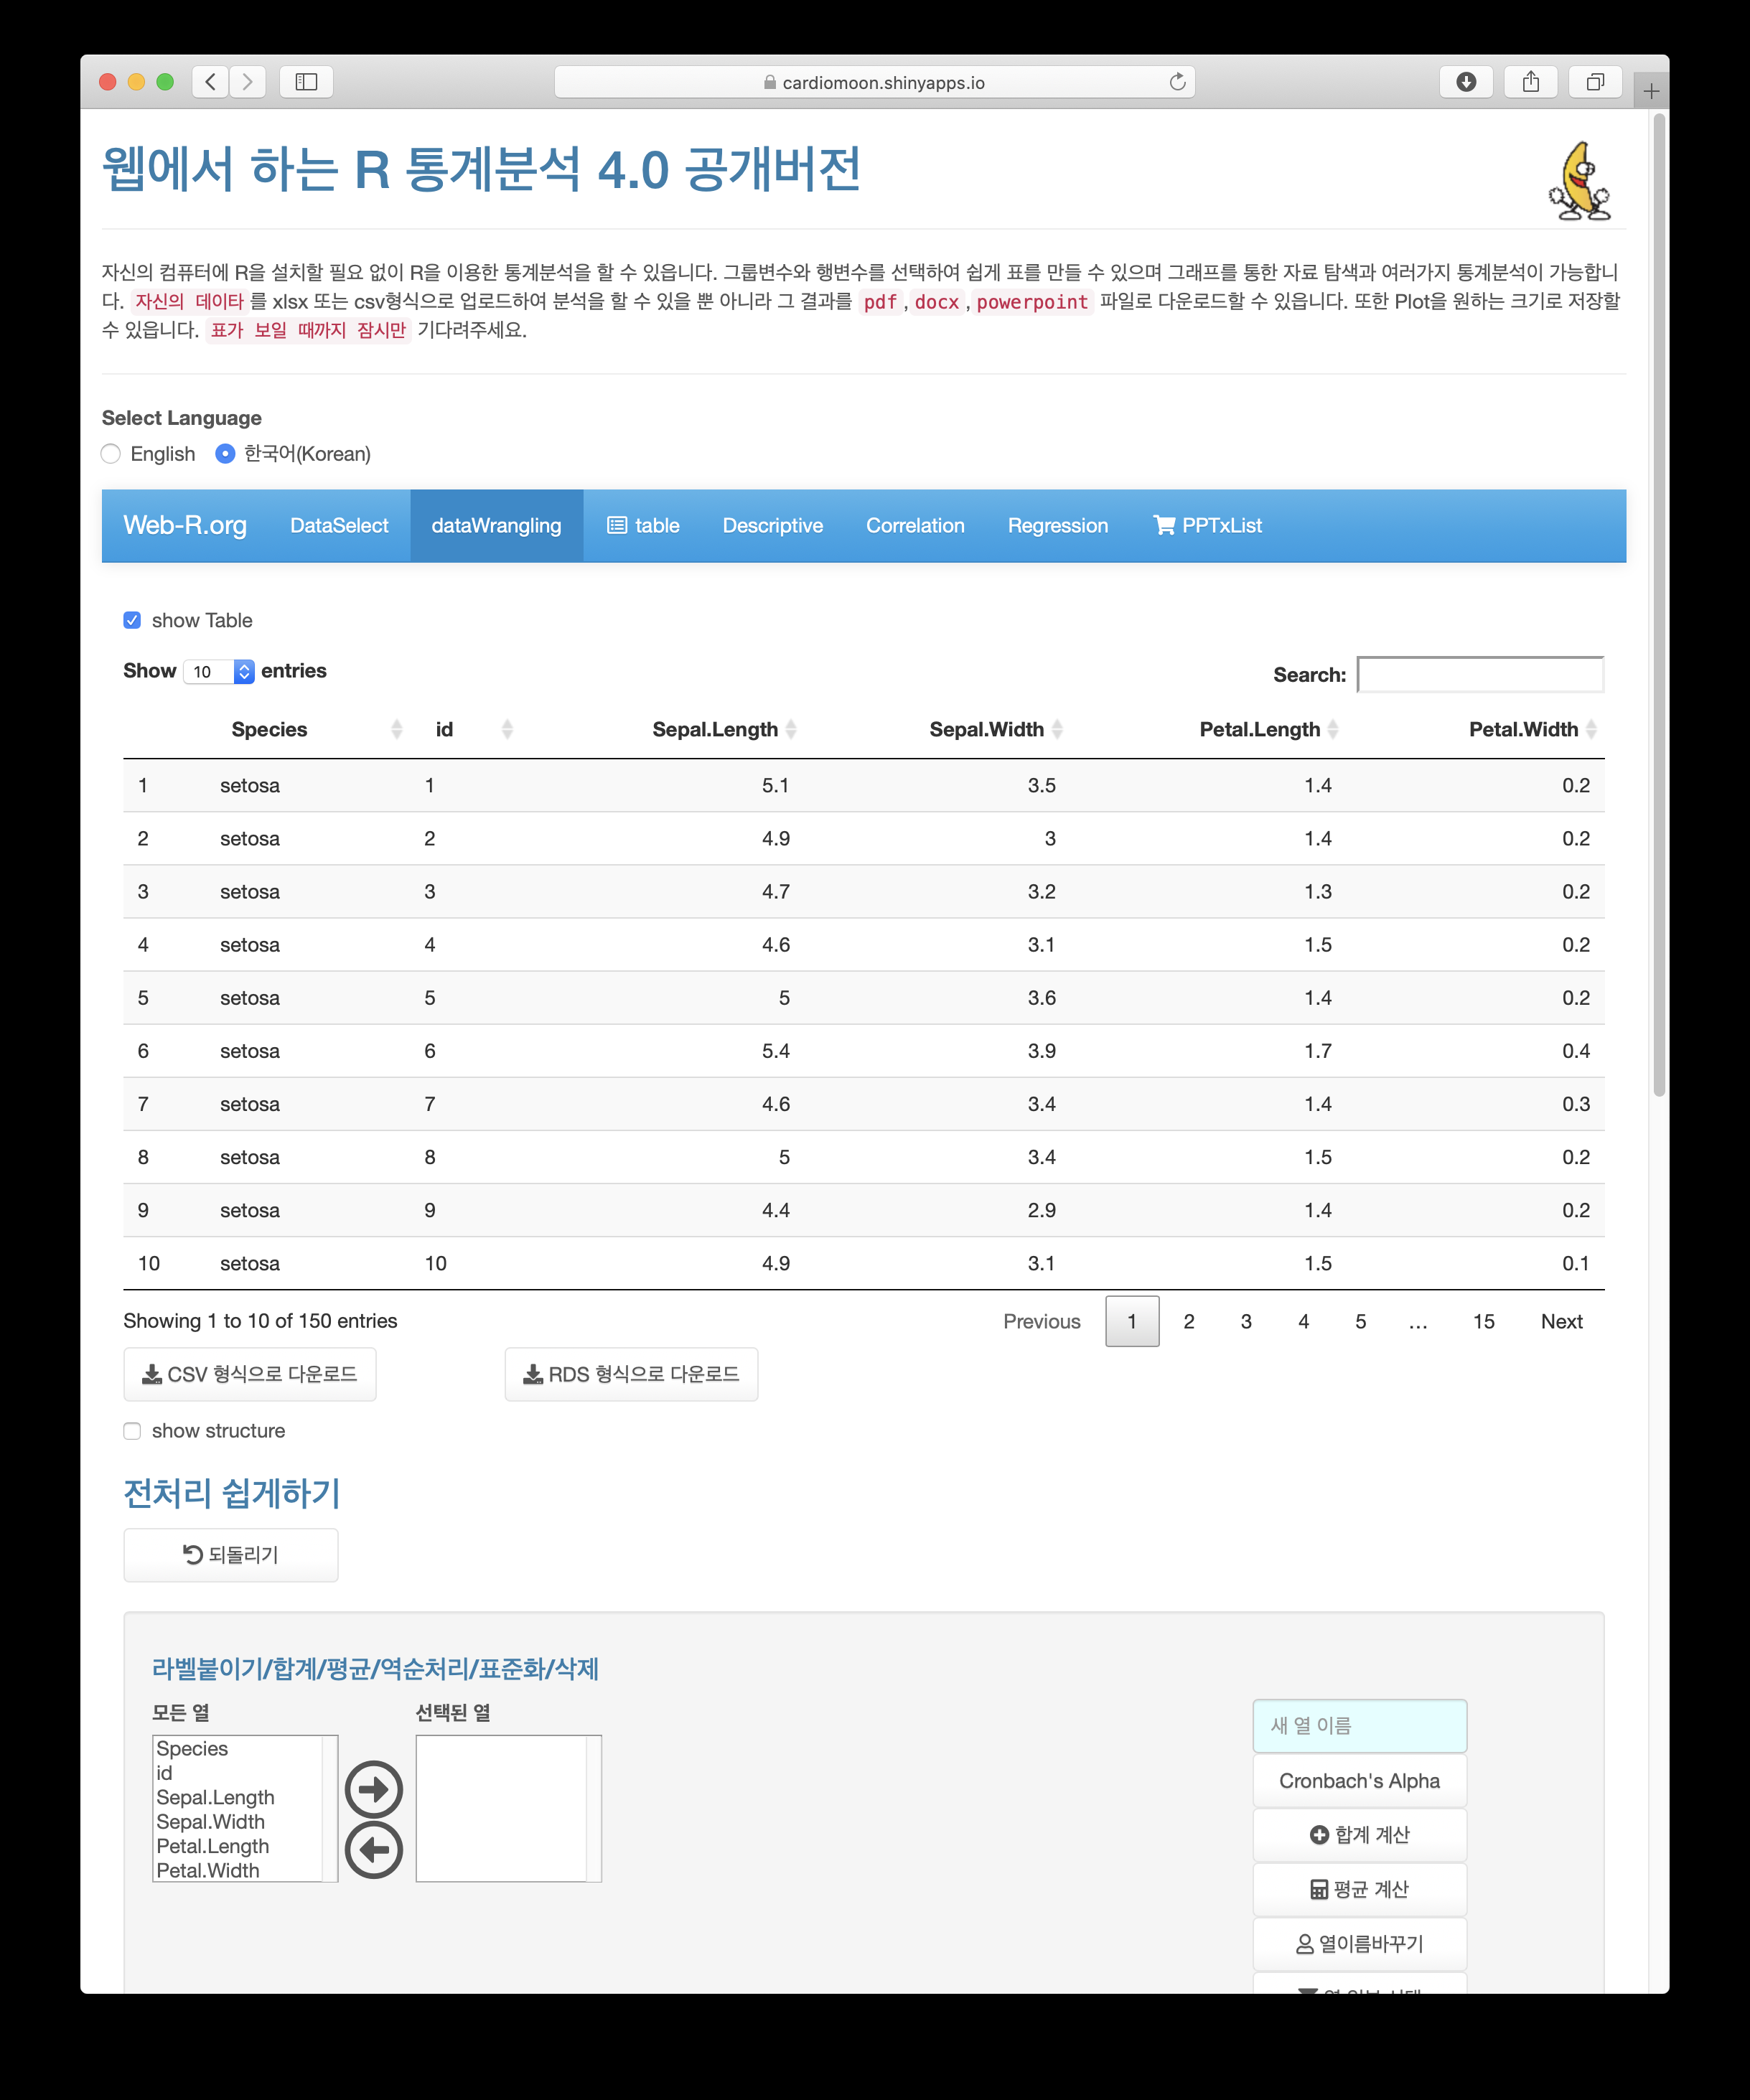 cardiomoon.shinyapps.io
웹에서 하는 R 통계분석 4.0 공개버전
자신의 컴퓨터에 R을 설치할 필요 없이 R을 이용한 통계분석을 할 수 있읍니다. 그룹변수와 행변수를 선택하여 쉽게 표를 만들 수 있으며 그래프를 통한 자료 탐색과 여러가지 통계분석이 가능합니
다. 자신의 데이타 를 xlsx 또는 csv형식으로 업로드하여 분석을 할 수 있을 뿐 아니라 그 결과를 pdf , docx , powerpoint 파일로 다운로드할 수 있읍니다. 또한 Plot을 원하는 크기로 저장할
수 있읍니다. 표가 보일 때까지 잠시만 기다려주세요.
Select Language
English 한국어(Korean)
Web-R.org DataSelect dataWrangling table Descriptive Correlation Regression PPTxList
show Table
Show 10 entries Search:
Species id Sepal.Length Sepal.Width Petal.Length Petal.Width
1 setosa 1 5.1 3.5 1.4 0.2
2 setosa 2 4.9 3 1.4 0.2
3 setosa 3 4.7 3.2 1.3 0.2
4 setosa 4 4.6 3.1 1.5 0.2
5 setosa 5 5 3.6 1.4 0.2
6 setosa 6 5.4 3.9 1.7 0.4
7 setosa 7 4.6 3.4 1.4 0.3
8 setosa 8 5 3.4 1.5 0.2
9 setosa 9 4.4 2.9 1.4 0.2
10 setosa 10 4.9 3.1 1.5 0.1
Showing 1 to 10 of 150 entries Previous 1 2 3 4 5 … 15 Next
CSV 형식으로 다운로드 RDS 형식으로 다운로드
show structure
전처리 쉽게하기
되돌리기
라벨붙이기/합계/평균/역순처리/표준화/삭제
모든 열 선택된 열
Species
id
Sepal.Length
Sepal.Width
Petal.Length
Petal.Width
새 열 이름
Cronbach's Alpha
합계 계산
평균 계산
열이름바꾸기